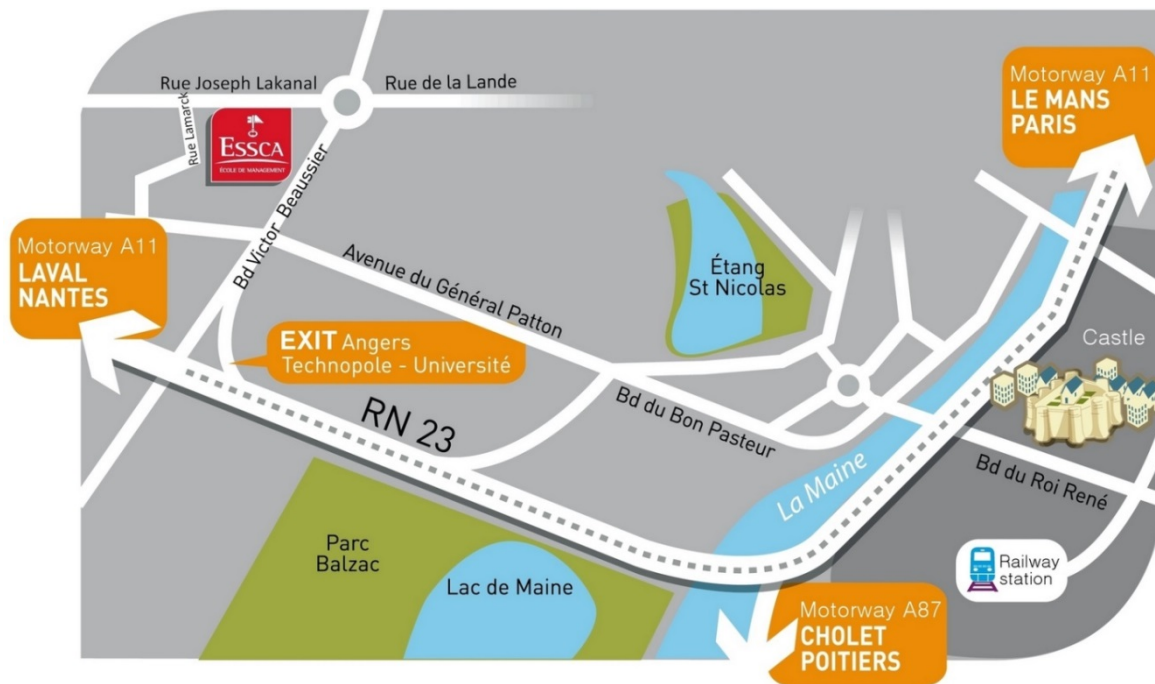 Rue Joseph Lakanal
Rue de la Lande
Motorway A11
LE MANS
PARIS
Rue Lamarck
ESSCA
ÉCOLE DE MANAGEMENT
Bd Victor Beaussier
Motorway A11
LAVAL
NANTES
Avenue du Général Patton
Étang
St Nicolas
EXIT Angers
Technopole - Université
Castle
RN 23
Bd du Bon Pasteur
La Maine
Bd du Roi René
Parc
Balzac
Lac de Maine
Railway
station
Motorway A87
CHOLET
POITIERS